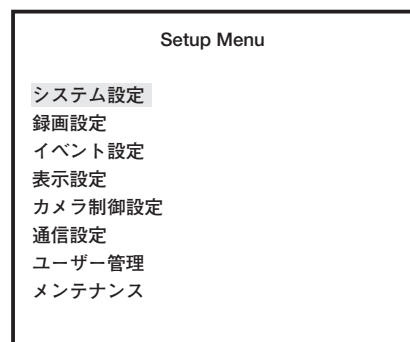 Setup Menu
システム設定
録画設定
イベント設定
表示設定
カメラ制御設定
通信設定
ユーザー管理
メンテナンス